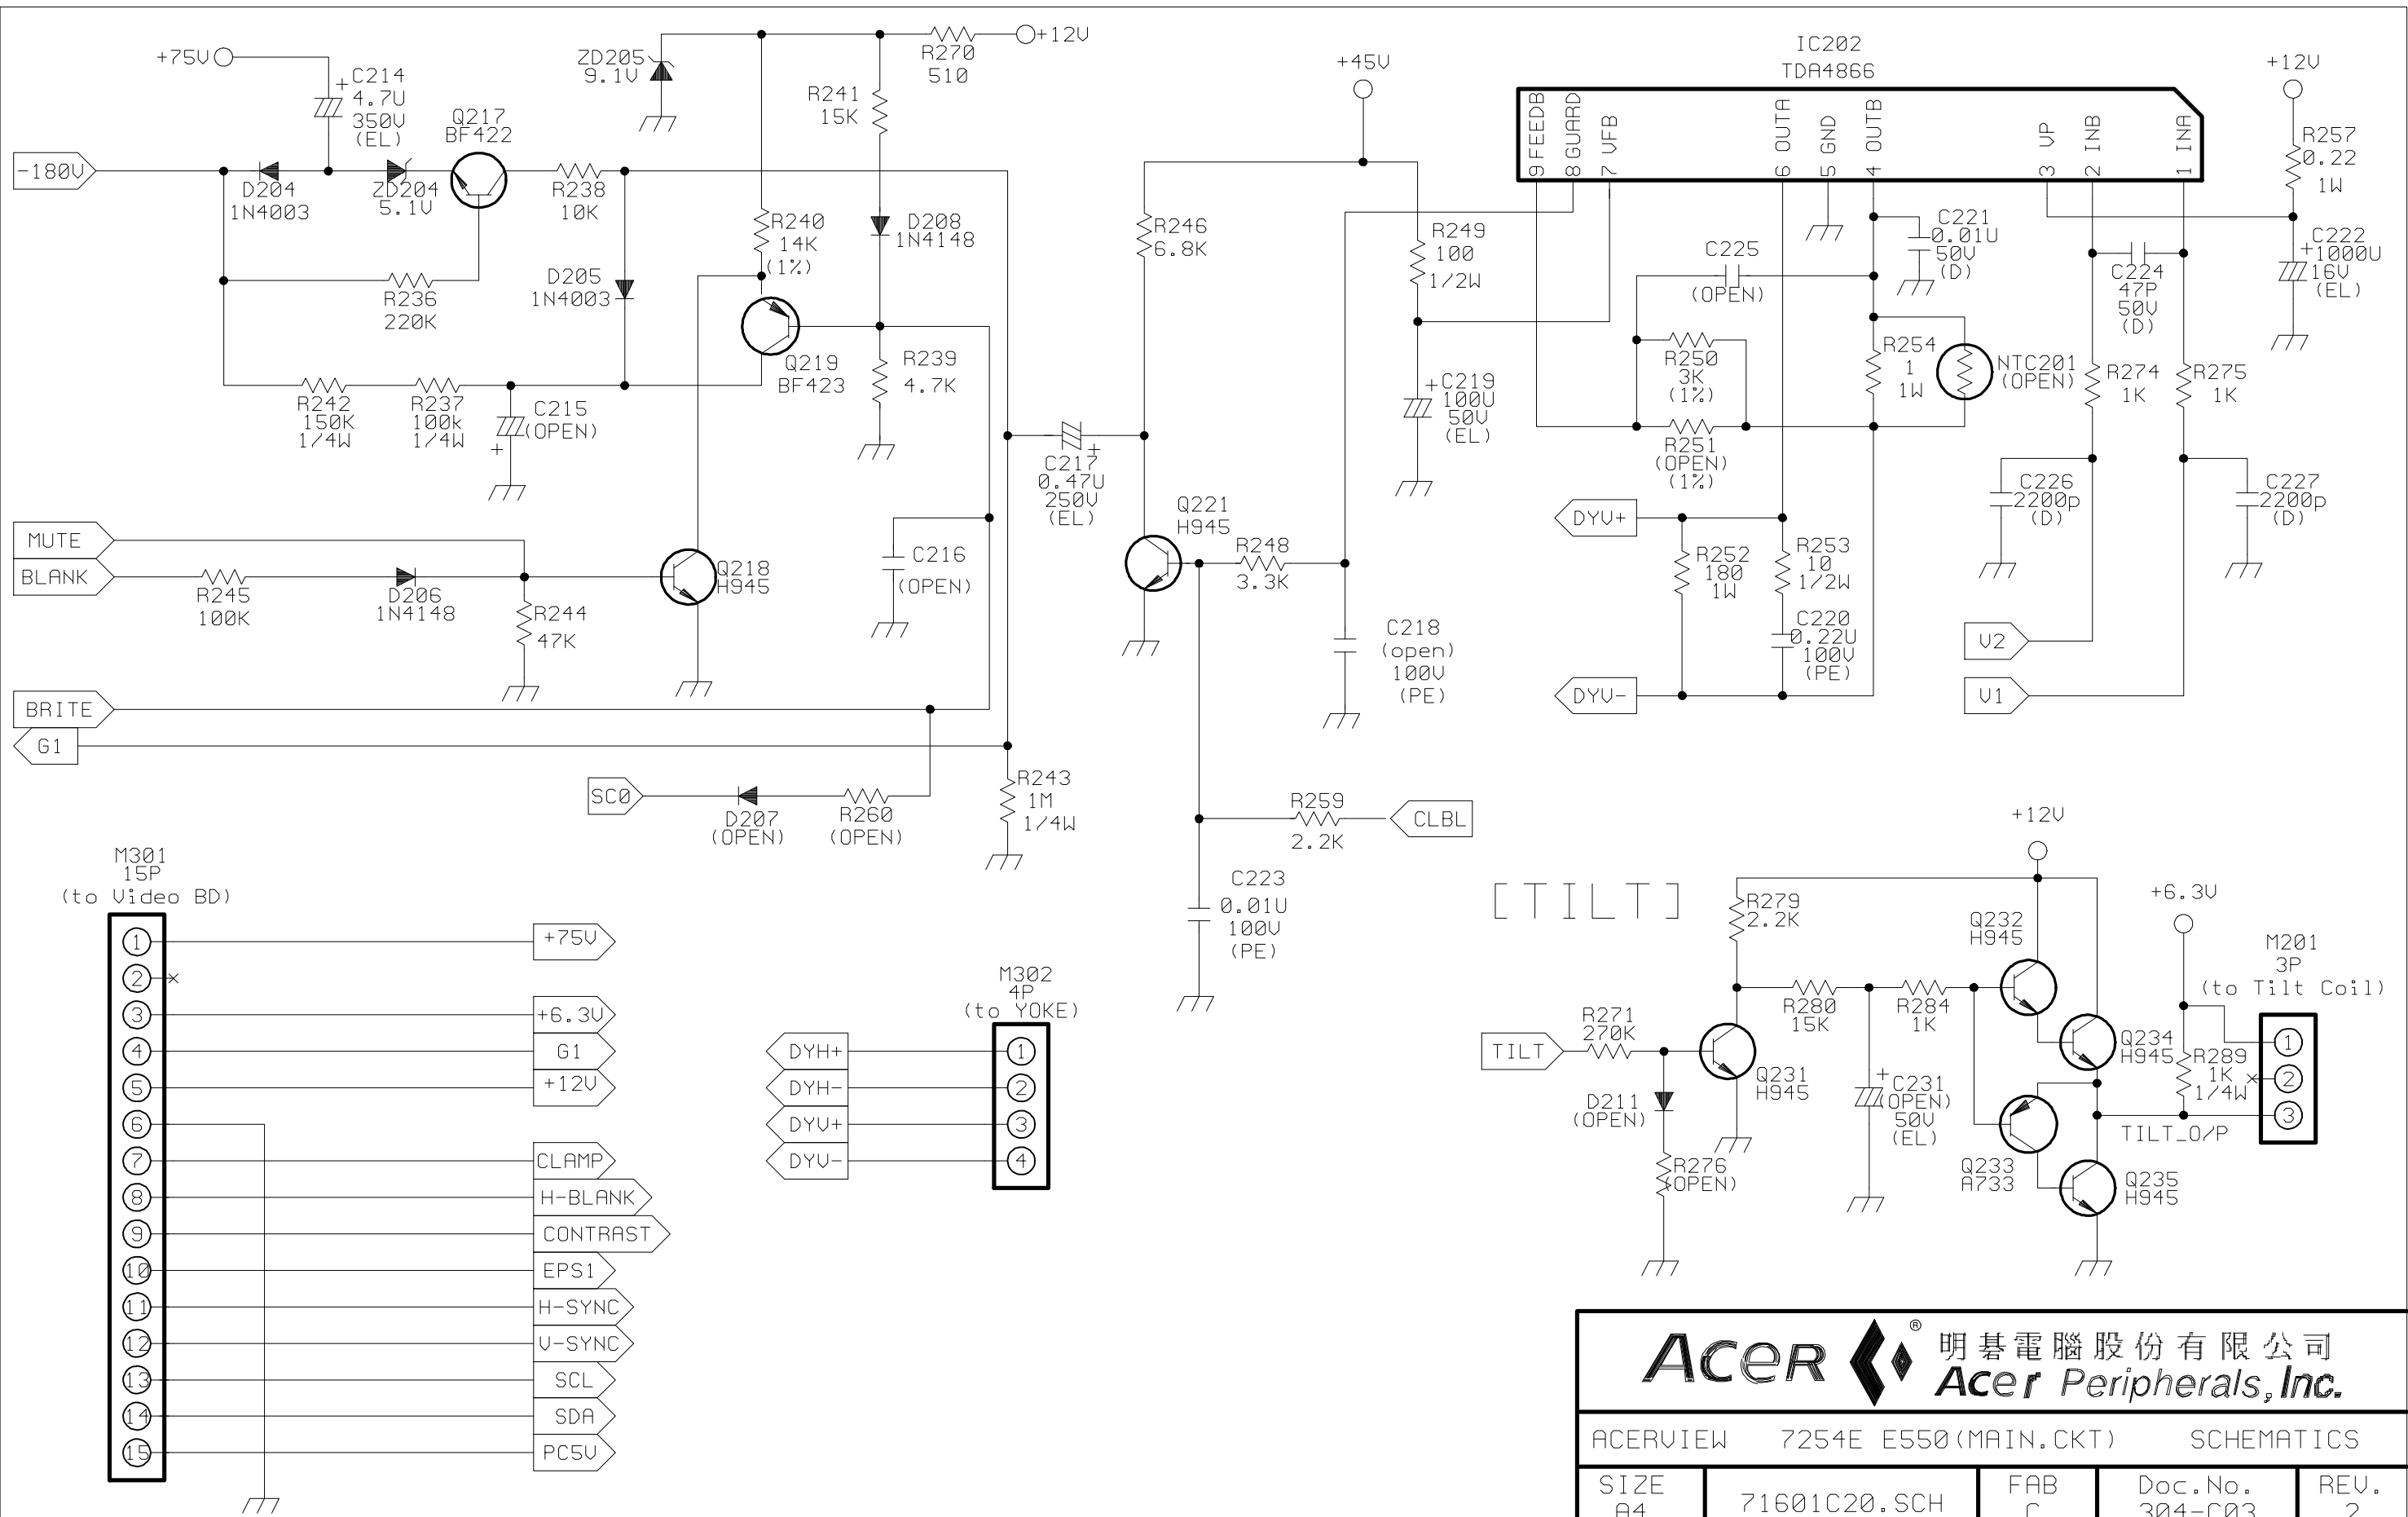 +75V
C214
4.7U
350V
(EL)
Q217
BF422
-180V
D204
1N4003
ZD204
5.1V
R238
10K
R236
220K
D205
1N4003
R242
150K
1/4W
R237
100k
1/4W
C215
(OPEN)
ZD205
9.1V
R270
510
+12V
R241
15K
R240
14K
(1%)
D208
1N4148
Q219
BF423
R239
4.7K
MUTE
BLANK
R245
100K
D206
1N4148
R244
47K
Q218
H945
C216
(OPEN)
BRITE
G1
SC0
D207
(OPEN)
R260
(OPEN)
R243
1M
1/4W
C217
0.47U
250V
(EL)
+45V
R246
6.8K
R249
100
1/2W
C219
100U
50V
(EL)
Q221
H945
R248
3.3K
C218
(open)
100V
(PE)
R259
2.2K
CLBL
C223
0.01U
100V
(PE)
IC202
TDA4866
9 FEEDB
8 GUARD
7 VFB
6 OUTA
5 GND
4 OUTB
3 VP
2 INB
1 INA
+12V
R257
0.22
1W
C225
(OPEN)
C221
0.01U
50V
(D)
C224
47P
50V
(D)
C222
+1000U
16V
(EL)
R250
3K
(1%)
R251
(OPEN)
(1%)
R254
1
1W
NTC201
(OPEN)
R274
1K
R275
1K
C226
2200p
(D)
C227
2200p
(D)
DYV+
R252
180
1W
R253
10
1/2W
C220
0.22U
100V
(PE)
DYV-
V2
V1
M301
15P
(to Video BD)
1
+75V
2
3
+6.3V
4
G1
5
+12V
6
7
CLAMP
8
H-BLANK
9
CONTRAST
10
EPS1
11
H-SYNC
12
V-SYNC
13
SCL
14
SDA
15
PC5V
M302
4P
(to YOKE)
DYH+
1
DYH-
2
DYV+
3
DYV-
4
[TILT]
+12V
R279
2.2K
Q232
H945
+6.3V
M201
3P
(to Tilt Coil)
TILT
R271
270K
R280
15K
R284
1K
Q231
H945
D211
(OPEN)
R276
(OPEN)
C231
(OPEN)
50V
(EL)
Q234
H945
R289
1K
1/4W
1
2
3
TILT_O/P
Q233
A733
Q235
H945
Acer ® 明碁電腦股份有限公司
Acer Peripherals, Inc.
ACERVIEW 7254E E550(MAIN.CKT) SCHEMATICS
SIZE
A4
71601C20.SCH
FAB
C
Doc.No.
304-C03
REV.
2